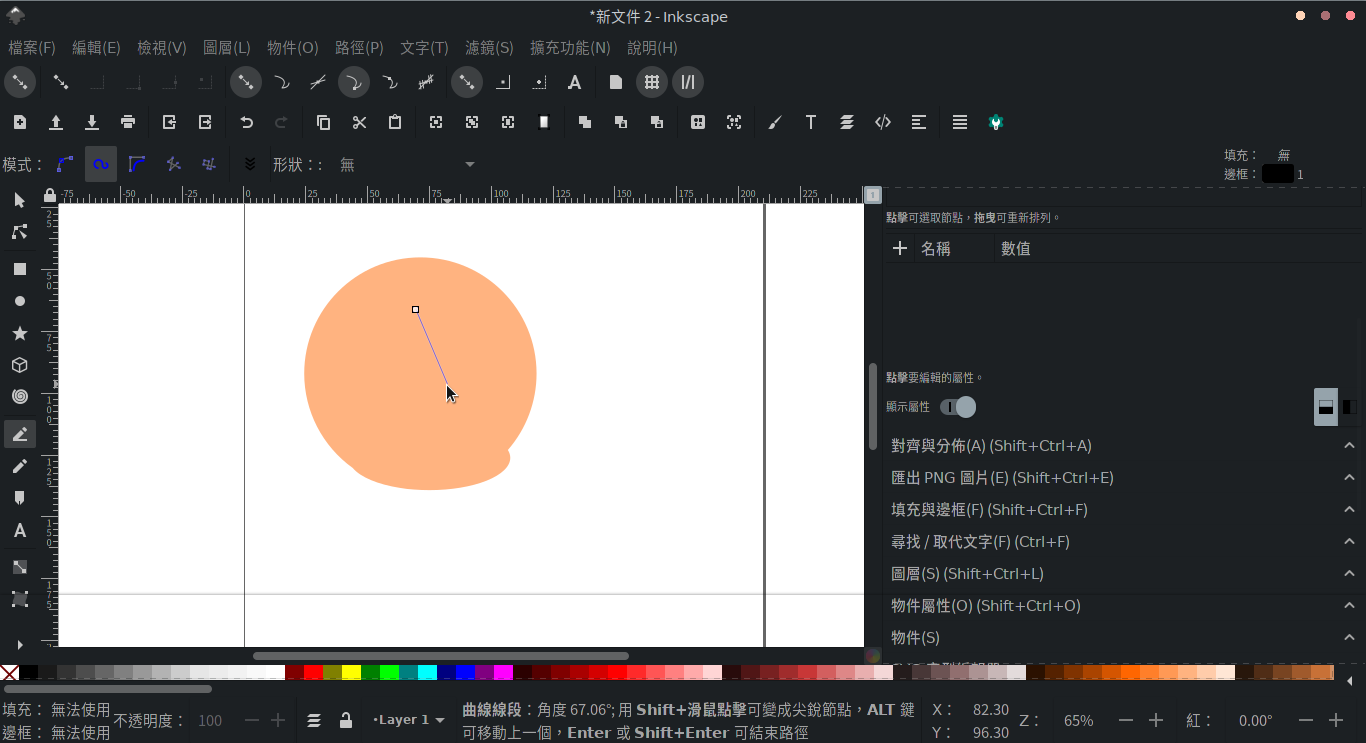 *新文件 2 - Inkscape
檔案(F) 編輯(E) 檢視(V) 圖層(L) 物件(O) 路徑(P) 文字(T) 濾鏡(S) 擴充功能(N) 說明(H)
模式： 形狀：: 無
填充： 無
邊框： 1
-75 -50 -25 0 25 50 75 100 125 150 175 200 225
1
25
50
75
100
125
150
175
點擊可選取節點，拖曳可重新排列。
名稱 數值
點擊要編輯的屬性。
顯示屬性
對齊與分佈(A) (Shift+Ctrl+A)
匯出 PNG 圖片(E) (Shift+Ctrl+E)
填充與邊框(F) (Shift+Ctrl+F)
尋找 / 取代文字(F) (Ctrl+F)
圖層(S) (Shift+Ctrl+L)
物件屬性(O) (Shift+Ctrl+O)
物件(S)
填充： 無法使用
邊框： 無法使用
不透明度： 100
•Layer 1
曲線線段：角度 67.06°; 用 Shift+滑鼠點擊可變成尖銳節點，ALT 鍵
可移動上一個，Enter 或 Shift+Enter 可結束路徑
X： 82.30
Y： 96.30
Z： 65%
紅： 0.00°